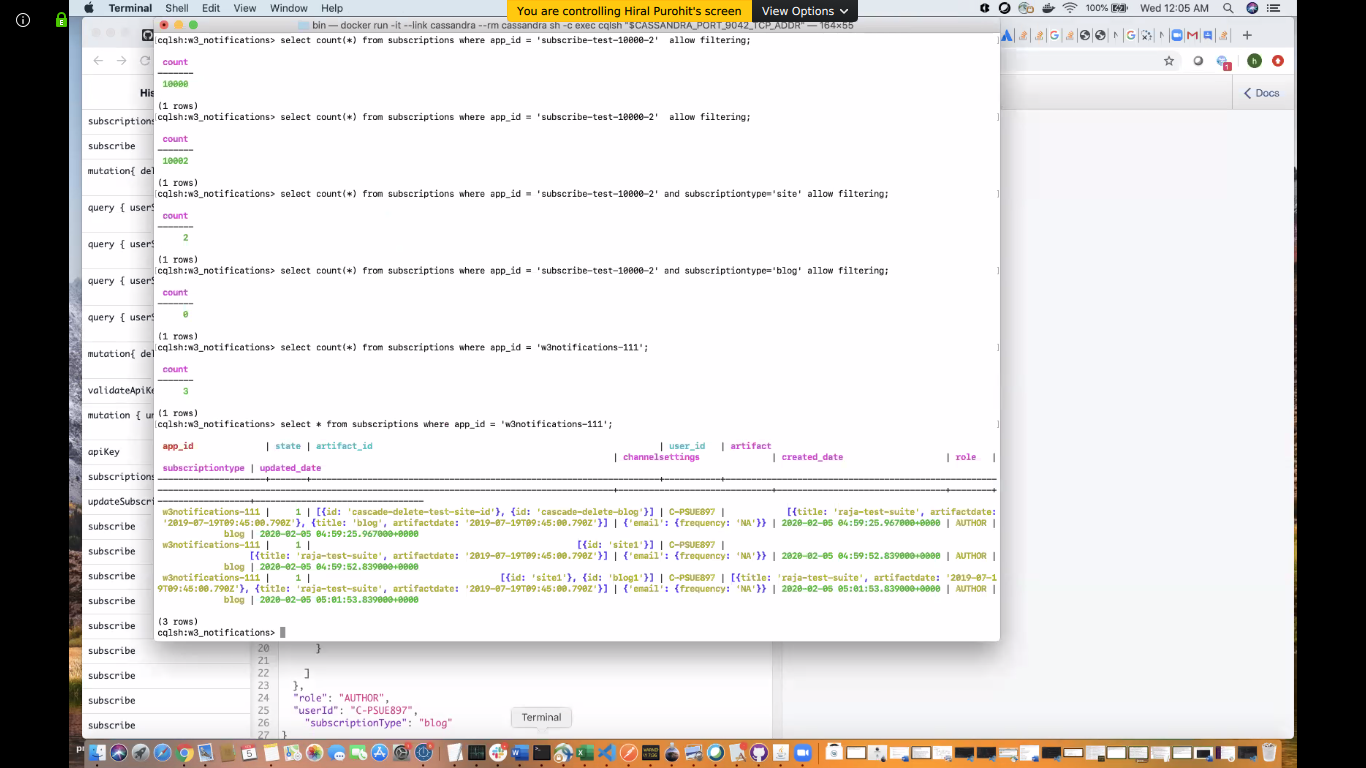 You are controlling Hiral Purohit's screen
View Options
Terminal Shell Edit View Window Help
100% Wed 12:05 AM
bin — docker run -it --link cassandra --rm cassandra sh -c exec cqlsh "$CASSANDRA_PORT_9042_TCP_ADDR" — 164×55
Docs
His
subscriptions
subscribe
mutation{ del
query { userS
query { userS
query { userS
query { userS
mutation{ del
validateApiKe
mutation { un
apiKey
subscriptions
updateSubscri
subscribe
subscribe
subscribe
subscribe
subscribe
subscribe
subscribe
subscribe
subscribe
cqlsh:w3_notifications> select count(*) from subscriptions where app_id = 'subscribe-test-10000-2'  allow filtering;
count
-------
10000
(1 rows)
cqlsh:w3_notifications> select count(*) from subscriptions where app_id = 'subscribe-test-10000-2'  allow filtering;
count
-------
10002
(1 rows)
cqlsh:w3_notifications> select count(*) from subscriptions where app_id = 'subscribe-test-10000-2' and subscriptiontype='site' allow filtering;
count
-------
2
(1 rows)
cqlsh:w3_notifications> select count(*) from subscriptions where app_id = 'subscribe-test-10000-2' and subscriptiontype='blog' allow filtering;
count
-------
0
(1 rows)
cqlsh:w3_notifications> select count(*) from subscriptions where app_id = 'w3notifications-111';
count
-------
3
(1 rows)
cqlsh:w3_notifications> select * from subscriptions where app_id = 'w3notifications-111';
app_id | state | artifact_id | user_id | artifact
| channelsettings | created_date | role |
subscriptiontype | updated_date
w3notifications-111 | 1 | [{id: 'cascade-delete-test-site-id'}, {id: 'cascade-delete-blog'}] | C-PSUE897 | [{title: 'raja-test-suite', artifactdate:
'2019-07-19T09:45:00.790Z'}, {title: 'blog', artifactdate: '2019-07-19T09:45:00.790Z'}] | {'email': {frequency: 'NA'}} | 2020-02-05 04:59:25.967000+0000 | AUTHOR |
blog | 2020-02-05 04:59:25.967000+0000
w3notifications-111 | 1 | [{id: 'site1'}] | C-PSUE897 |
[{title: 'raja-test-suite', artifactdate: '2019-07-19T09:45:00.790Z'}] | {'email': {frequency: 'NA'}} | 2020-02-05 04:59:52.839000+0000 | AUTHOR |
blog | 2020-02-05 04:59:52.839000+0000
w3notifications-111 | 1 | [{id: 'site1'}, {id: 'blog1'}] | C-PSUE897 | [{title: 'raja-test-suite', artifactdate: '2019-07-1
9T09:45:00.790Z'}, {title: 'raja-test-suite', artifactdate: '2019-07-19T09:45:00.790Z'}] | {'email': {frequency: 'NA'}} | 2020-02-05 05:01:53.839000+0000 | AUTHOR |
blog | 2020-02-05 05:01:53.839000+0000
(3 rows)
cqlsh:w3_notifications>
20 }
21
22 ]
23 },
24 "role": "AUTHOR",
25 "userId": "C-PSUE897",
26 "subscriptionType": "blog"
27 }
Terminal